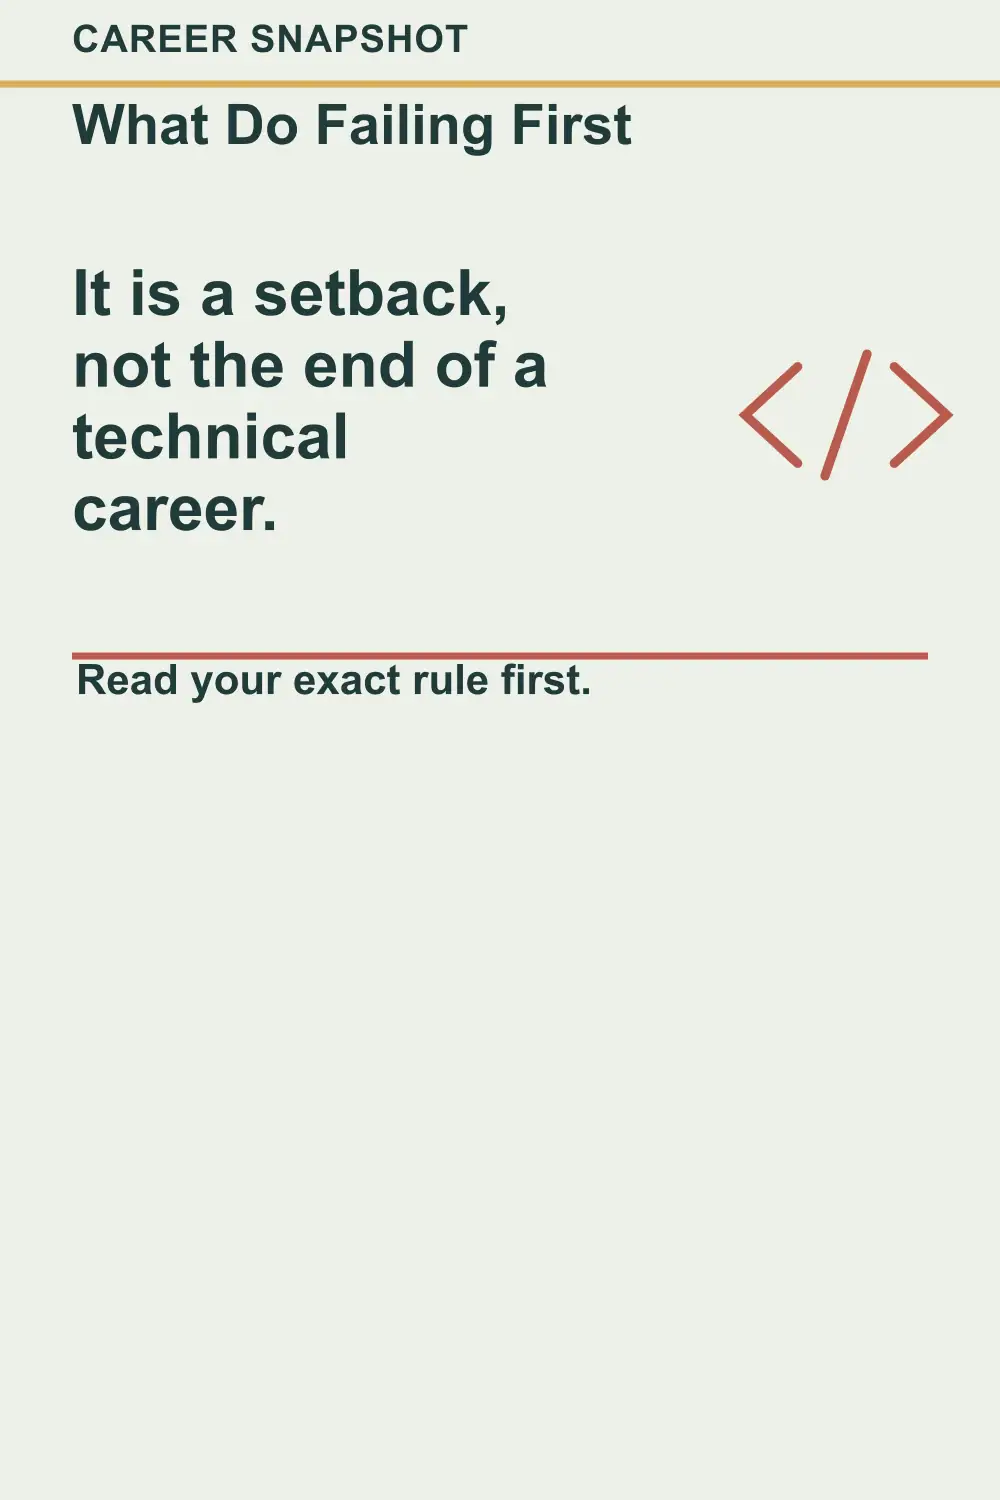 CAREER SNAPSHOT
What Do Failing First
It is a setback,
not the end of a
technical
career.
</>
Read your exact rule first.